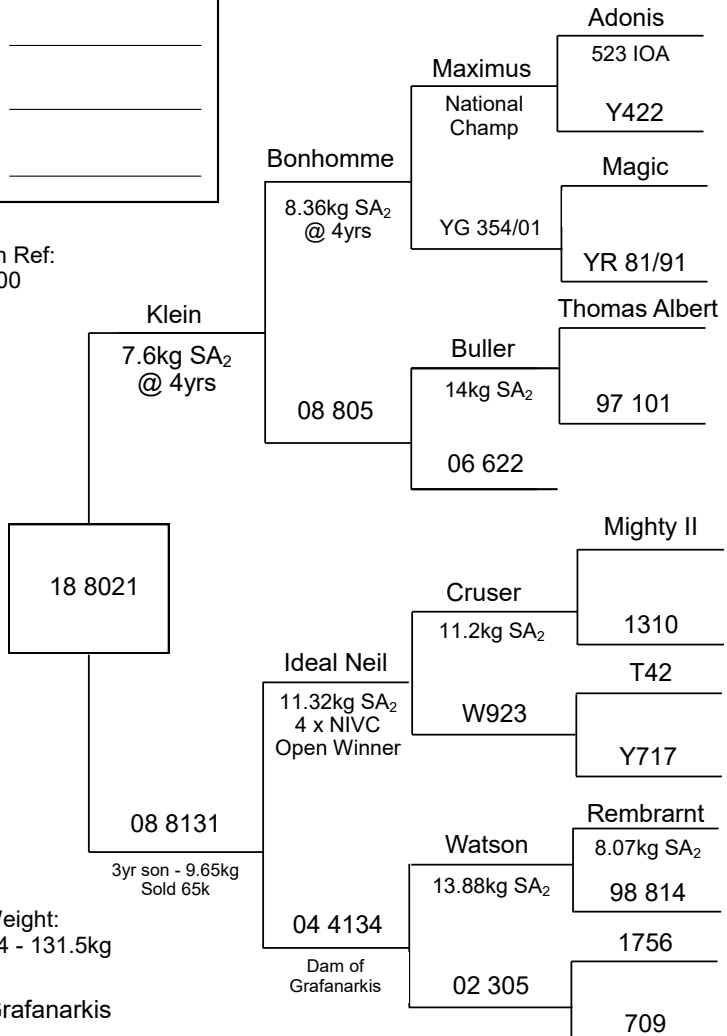 Adonis
523 IOA
Maximus
National
Champ
Y422
Bonhomme
8.36kg SA₂
@ 4yrs
Magic
YG 354/01
YR 81/91
Ref:
00
Klein
7.6kg SA₂
@ 4yrs
Thomas Albert
Buller
14kg SA₂
97 101
08 805
06 622
18 8021
Mighty II
Cruser
11.2kg SA₂
1310
Ideal Neil
11.32kg SA₂
4 x NIVC
Open Winner
T42
W923
Y717
08 8131
3yr son - 9.65kg
Sold 65k
Rembrarnt
8.07kg SA₂
Watson
13.88kg SA₂
98 814
04 4134
Dam of
Grafanarkis
1756
02 305
709
Weight:
4 - 131.5kg
Grafanarkis